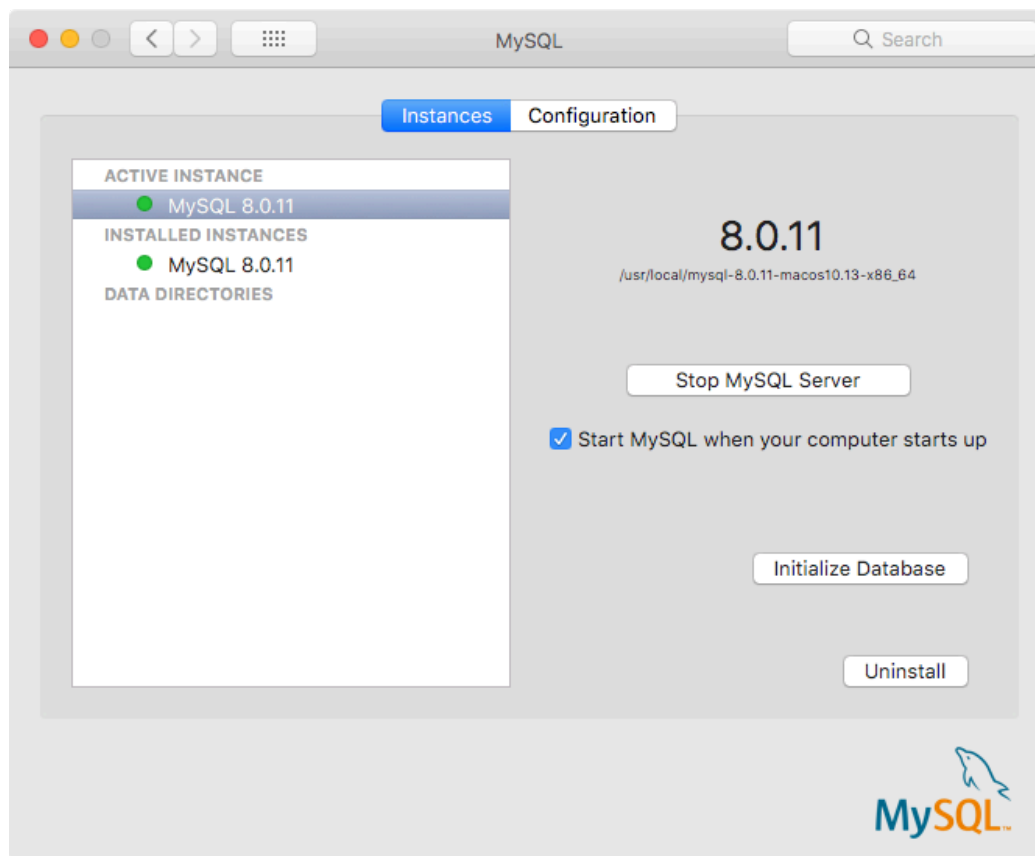 MySQL
Search
Instances
Configuration
ACTIVE INSTANCE
MySQL 8.0.11
INSTALLED INSTANCES
MySQL 8.0.11
DATA DIRECTORIES
8.0.11
/usr/local/mysql-8.0.11-macos10.13-x86_64
Stop MySQL Server
Start MySQL when your computer starts up
Initialize Database
Uninstall
MySQL™